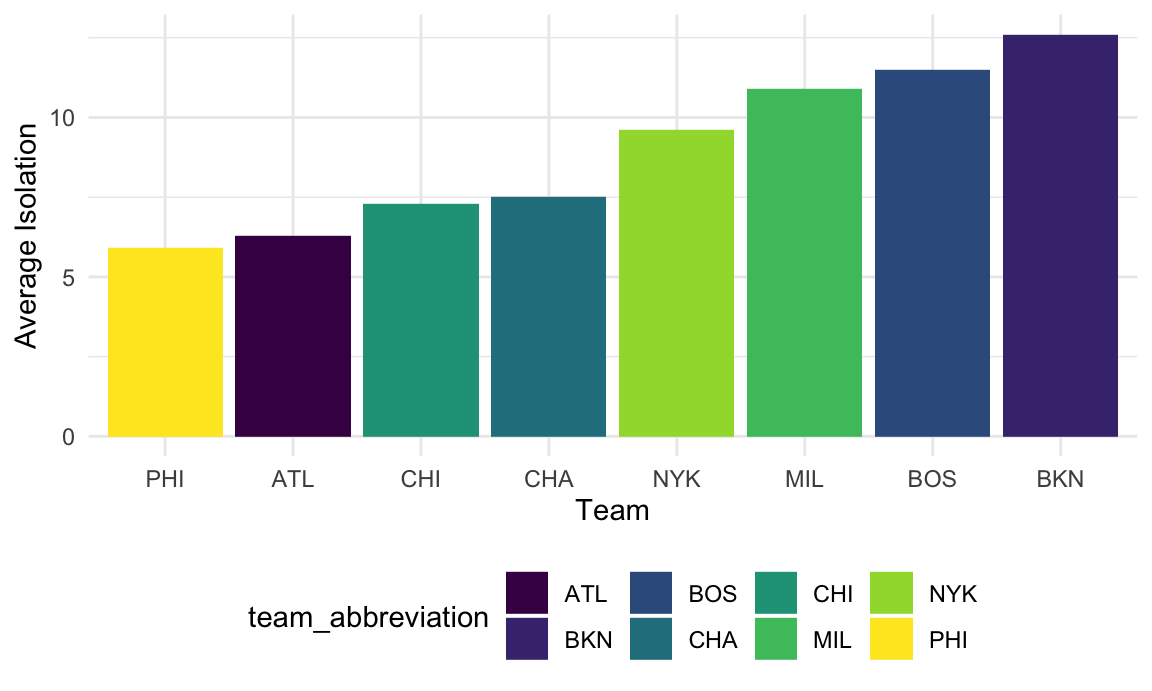 Average Isolation
10
5
0
PHI ATL CHI CHA NYK MIL BOS BKN
Team
team_abbreviation
ATL BOS CHI NYK
BKN CHA MIL PHI